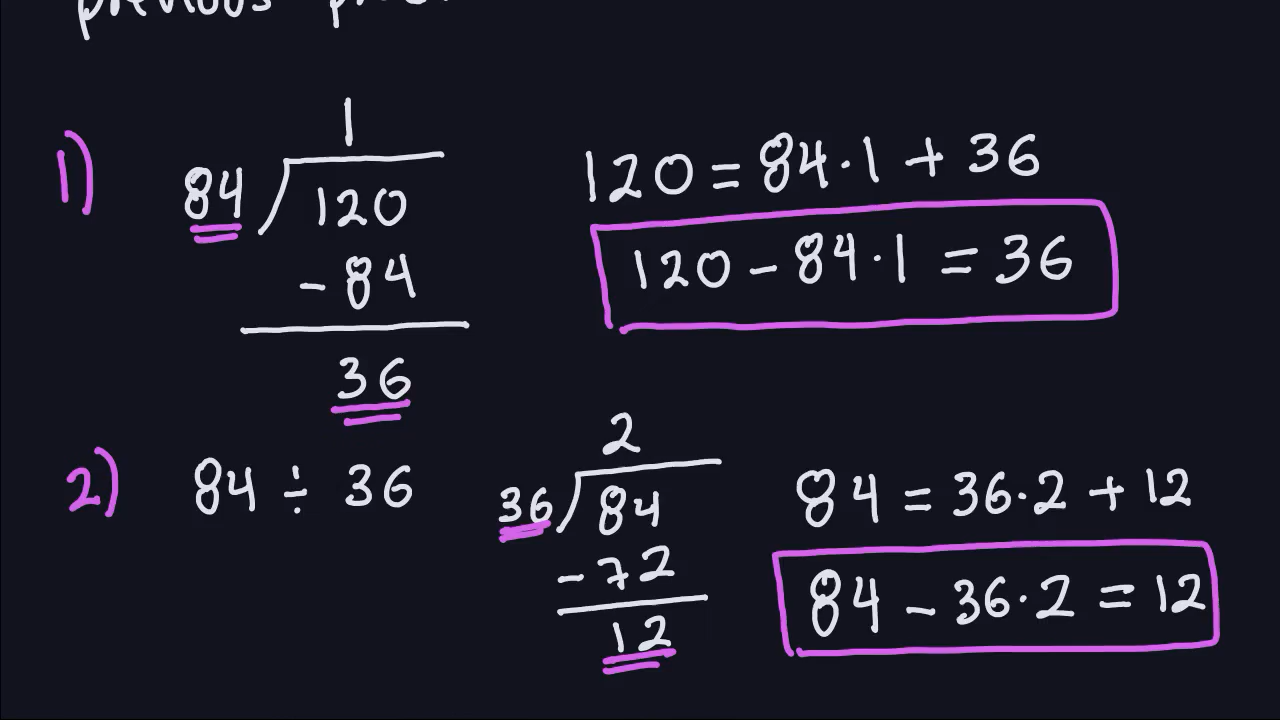 previous
1)
1
84 ) 120
- 84
36
120 = 84 · 1 + 36
120 - 84 · 1 = 36
2) 84 ÷ 36
2
36 ) 84
- 72
12
84 = 36 · 2 + 12
84 - 36 · 2 = 12